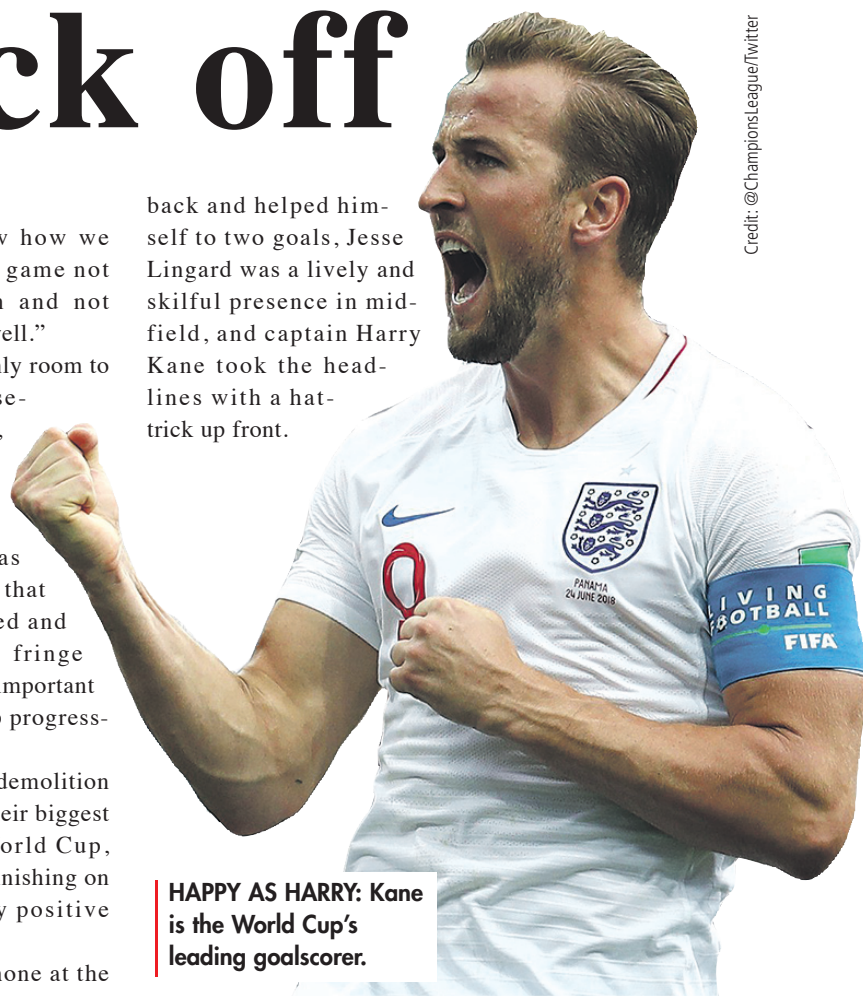 ck off
w how we
game not
and not
ell.”
ly room to
se-
,
as
that
ed and
fringe
important
progress-
demolition
eir biggest
orld Cup,
nishing on
y positive
none at the
back and helped him-
self to two goals, Jesse
Lingard was a lively and
skilful presence in mid-
field, and captain Harry
Kane took the head-
lines with a hat-
trick up front.
Credit: @ChampionsLeague/Twitter
PANAMA
24 JUNE 2018
LIVING
FOOTBALL
FIFA
HAPPY AS HARRY: Kane
is the World Cup’s
leading goalscorer.